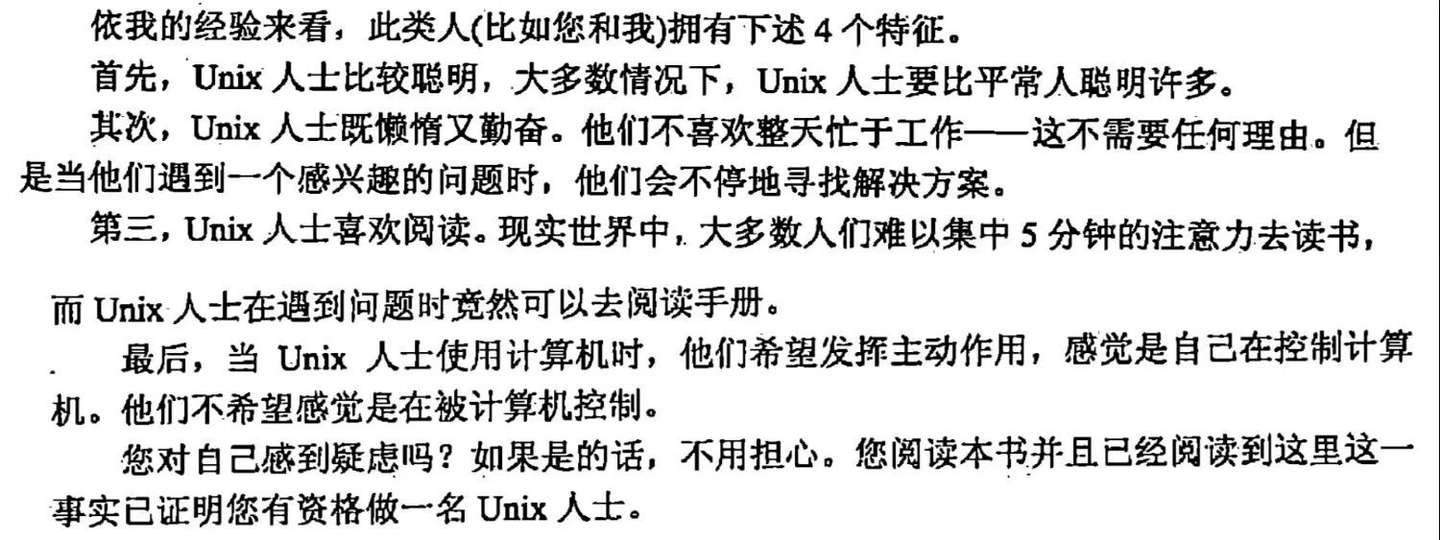 依我的经验来看，此类人(比如您和我)拥有下述 4 个特征。
首先，Unix 人士比较聪明，大多数情况下，Unix 人士要比平常人聪明许多。
其次，Unix 人士既懒惰又勤奋。他们不喜欢整天忙于工作——这不需要任何理由。但
是当他们遇到一个感兴趣的问题时，他们会不停地寻找解决方案。
第三，Unix 人士喜欢阅读。现实世界中，大多数人们难以集中 5 分钟的注意力去读书，
而 Unix 人士在遇到问题时竟然可以去阅读手册。
最后，当 Unix 人士使用计算机时，他们希望发挥主动作用，感觉是自己在控制计算
机。他们不希望感觉是在被计算机控制。
您对自己感到疑虑吗？如果是的话，不用担心。您阅读本书并且已经阅读到这里这一
事实已证明您有资格做一名 Unix 人士。